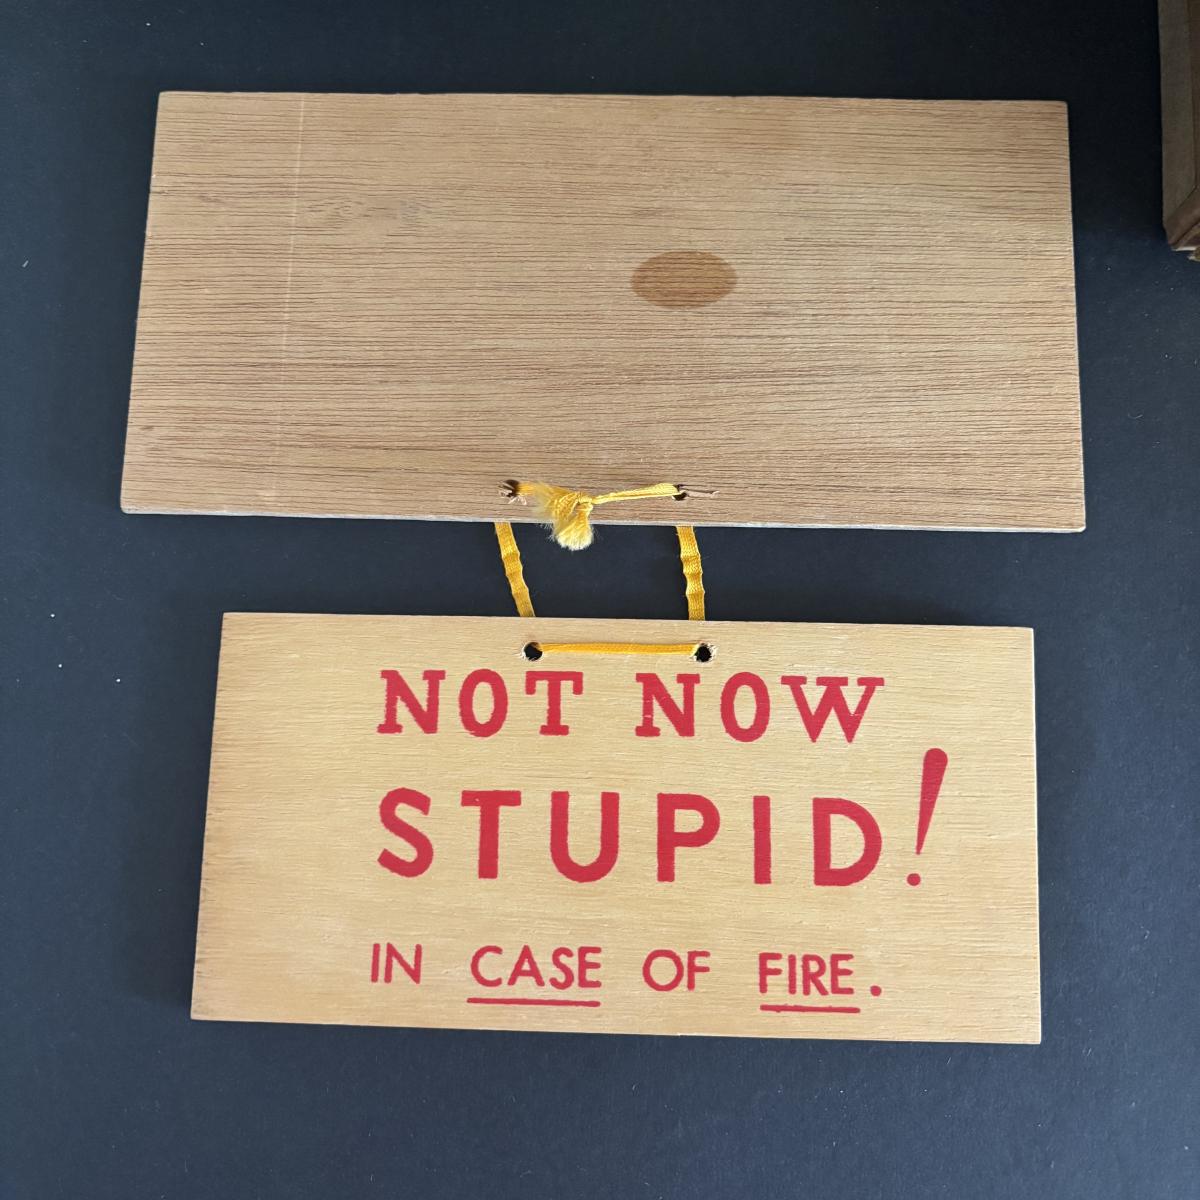 NOT NOW
STUPID!
IN CASE OF FIRE.